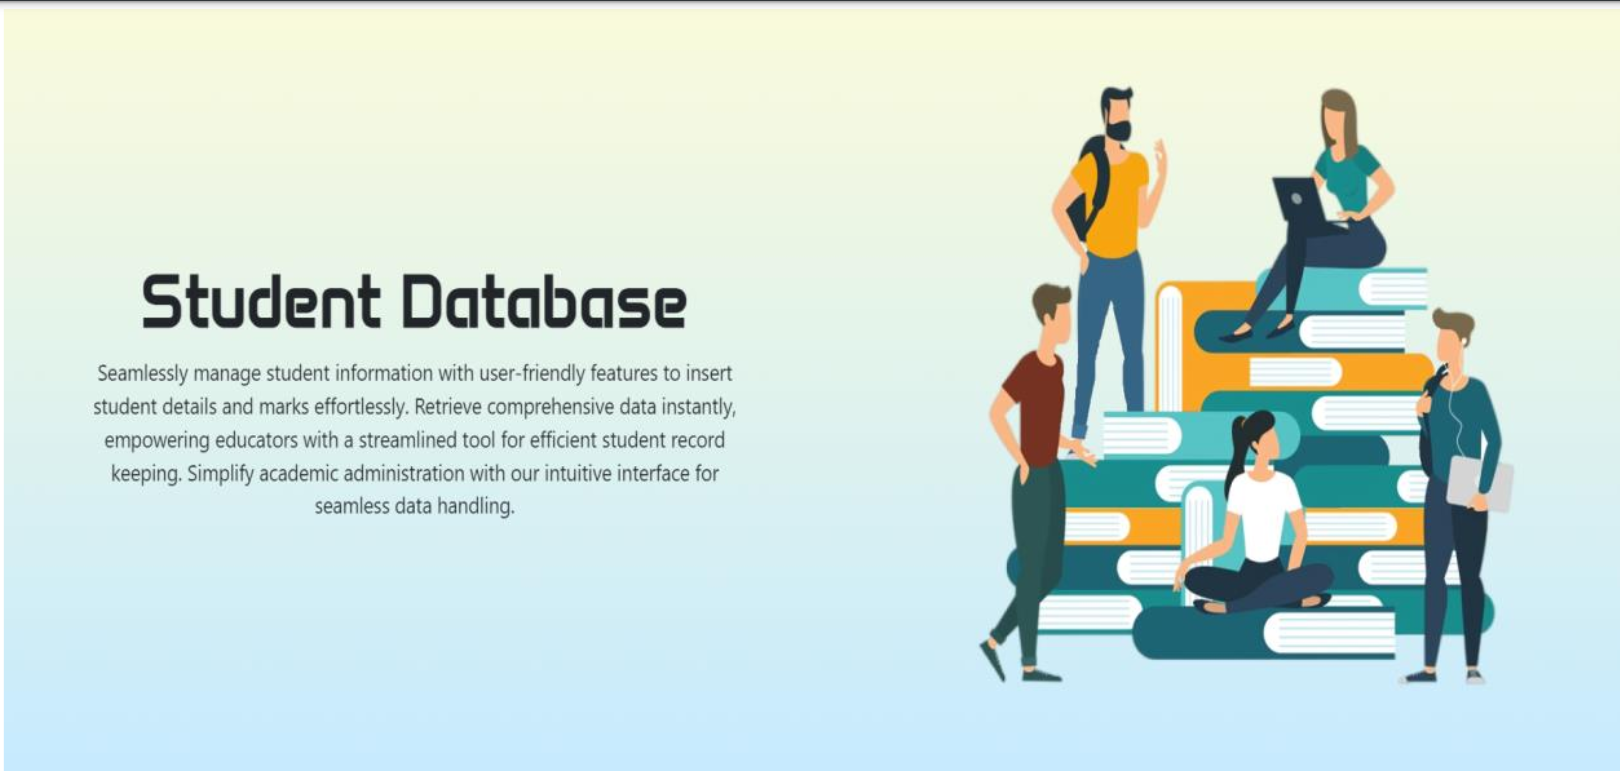 Student Database
Seamlessly manage student information with user-friendly features to insert
student details and marks effortlessly. Retrieve comprehensive data instantly,
empowering educators with a streamlined tool for efficient student record
keeping. Simplify academic administration with our intuitive interface for
seamless data handling.